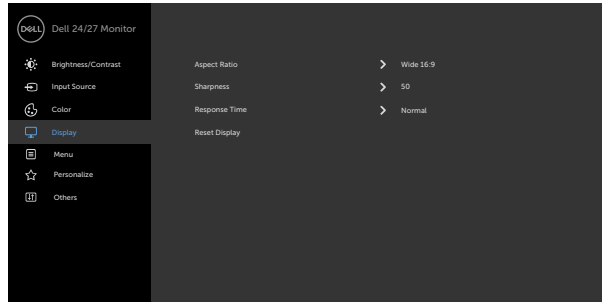 DELL Dell 24/27 Monitor
Brightness/Contrast
Input Source
Color
Display
Menu
Personalize
Others
Aspect Ratio Wide 16:9
Sharpness 50
Response Time Normal
Reset Display